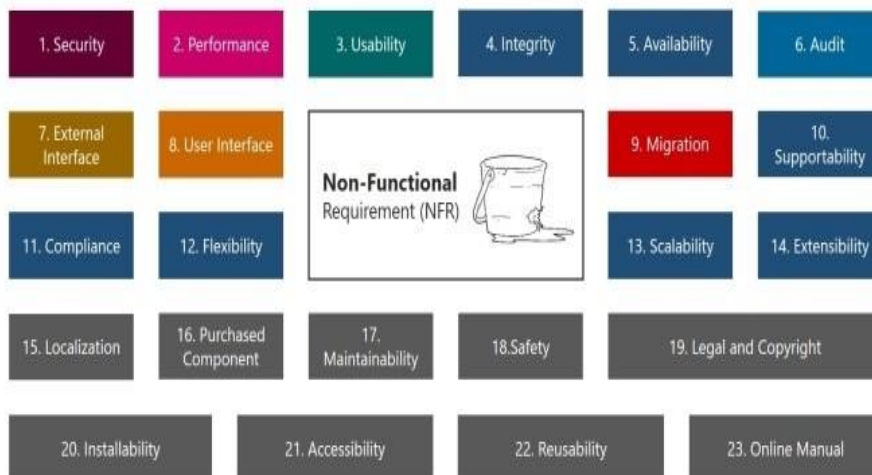 1. Security
2. Performance
3. Usability
4. Integrity
5. Availability
6. Audit
7. External
Interface
8. User Interface
Non-Functional
Requirement (NFR)
9. Migration
10.
Supportability
11. Compliance
12. Flexibility
13. Scalability
14. Extensibility
15. Localization
16. Purchased
Component
17.
Maintainability
18.Safety
19. Legal and Copyright
20. Installability
21. Accessibility
22. Reusability
23. Online Manual